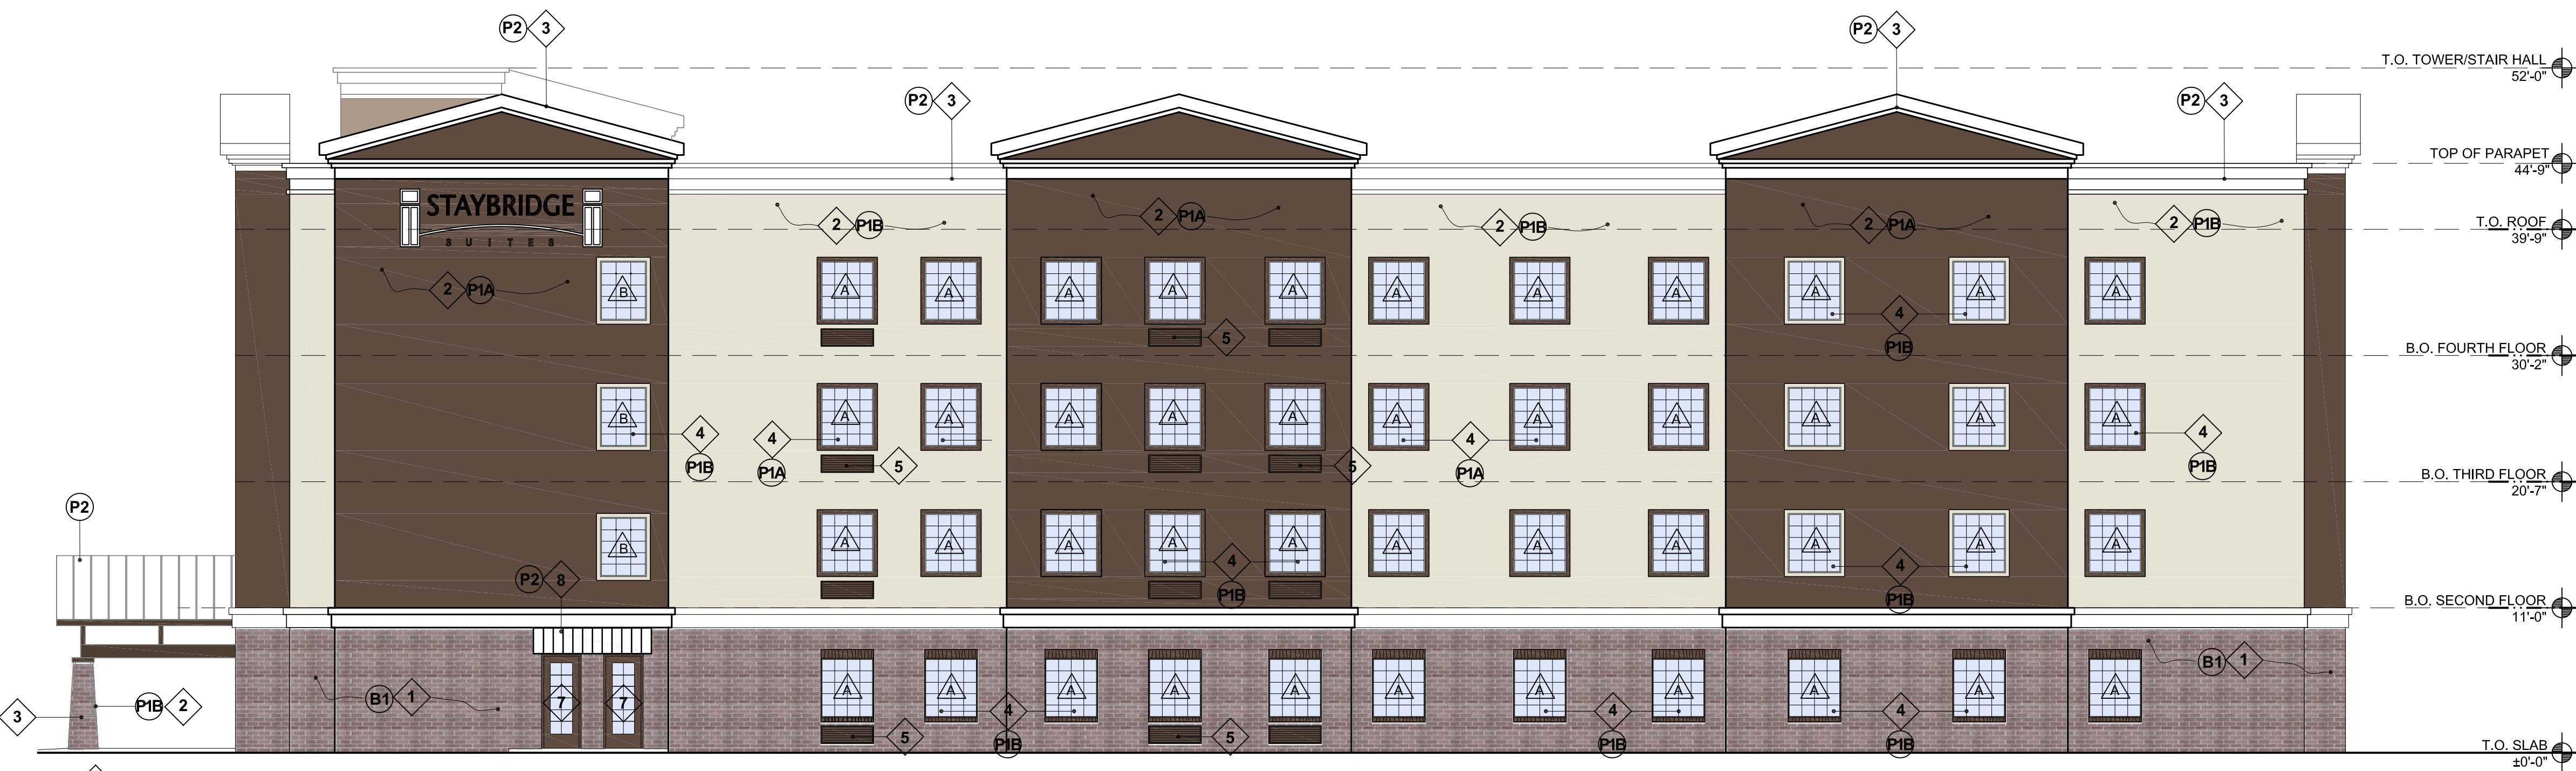 P2 3
P2 3
T.O. TOWER/STAIR HALL
52'-0"
P2 3
P2 3
TOP OF PARAPET
44'-9"
STAYBRIDGE
SUITES
2 P1B
2 P1A
2 P1B
2 P1A
2 P1B
T.O. ROOF
39'-9"
2 P1A
B
A
A
A
A
A
A
A
A
A
A
A
4
P1B
5
B.O. FOURTH FLOOR
30'-2"
B
A
A
A
A
A
A
A
A
A
A
A
4
P1B
4
P1A
4
P1A
4
P1B
5
5
B.O. THIRD FLOOR
20'-7"
P2
B
A
A
A
A
A
A
A
A
A
A
A
P2 8
4
P1B
4
P1B
B.O. SECOND FLOOR
11'-0"
B1 1
B1 1
A
A
A
A
A
A
A
A
A
A
A
3
P1B 2
7
7
4
P1B
4
P1B
4
P1B
5
5
T.O. SLAB
±0'-0"